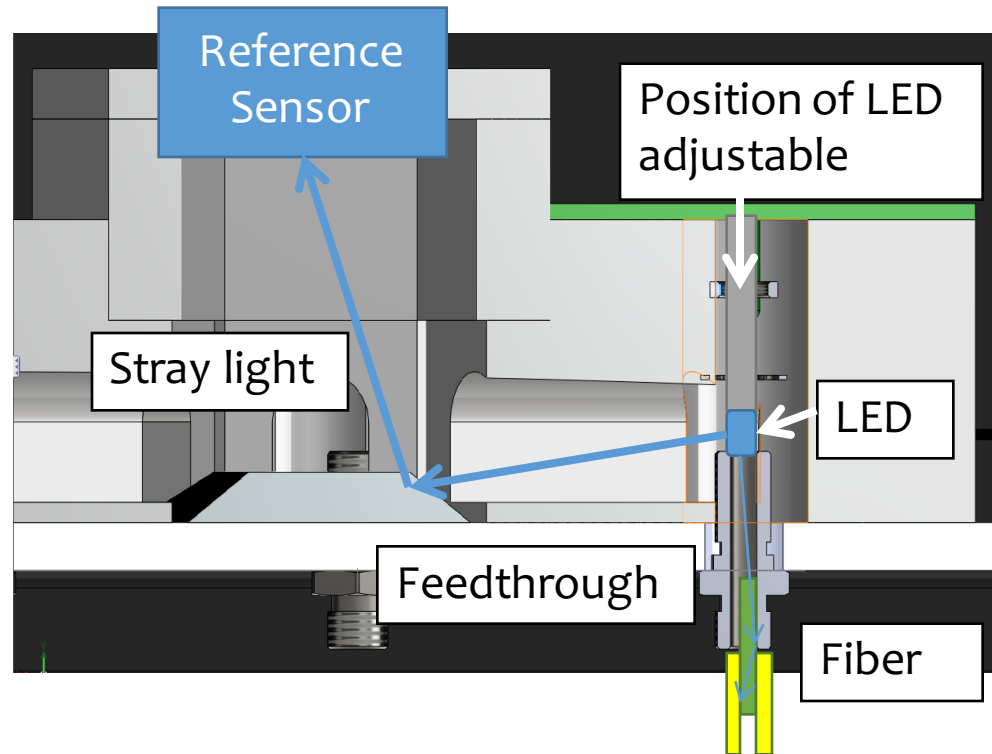 Reference
Sensor
Position of LED
adjustable
Stray light
LED
Feedthrough
Fiber